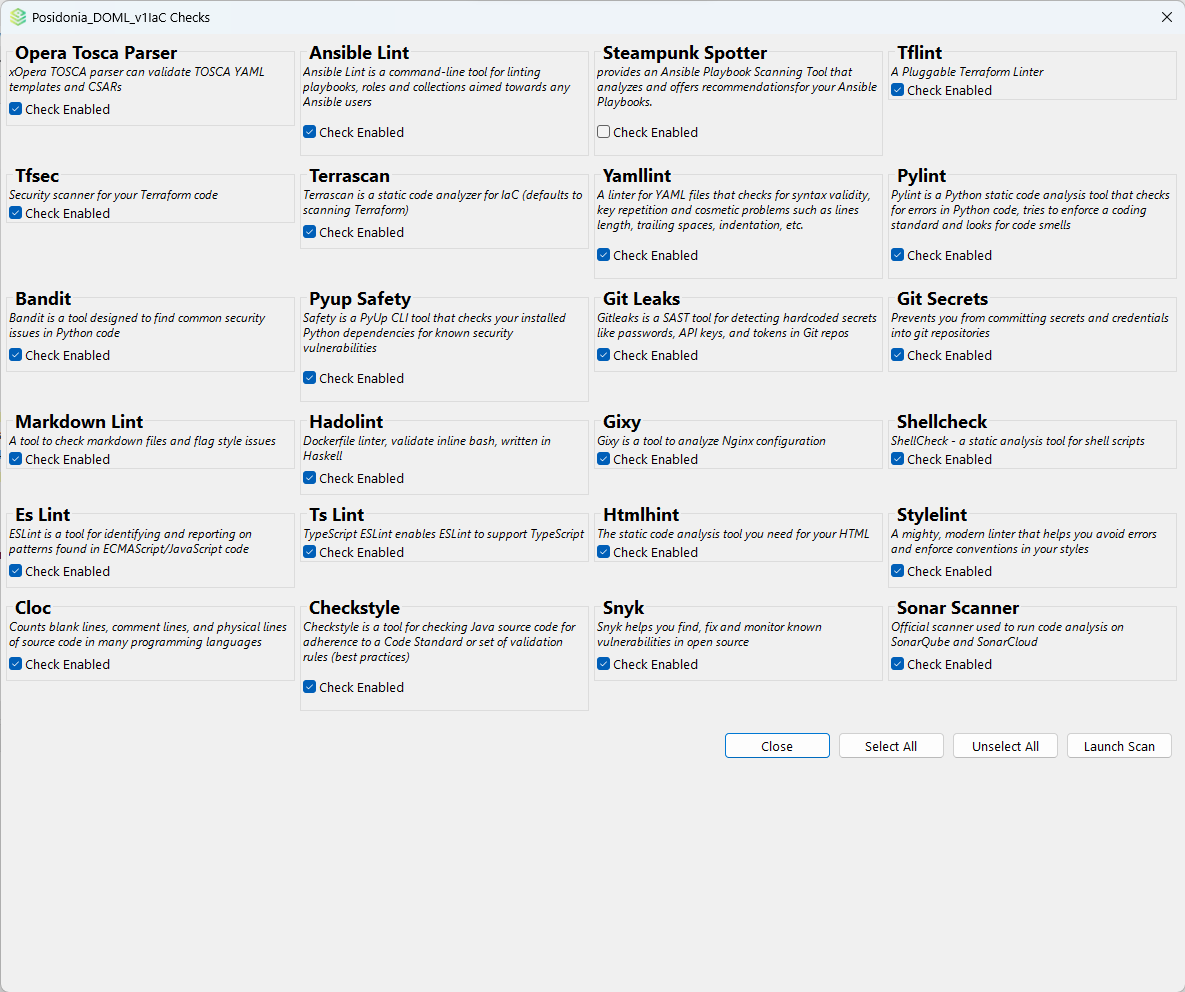 Posidonia_DOML_v1IaC Checks
Opera Tosca Parser
xOpera TOSCA parser can validate TOSCA YAML
templates and CSARs
Check Enabled
Ansible Lint
Ansible Lint is a command-line tool for linting
playbooks, roles and collections aimed towards any
Ansible users
Check Enabled
Steampunk Spotter
provides an Ansible Playbook Scanning Tool that
analyzes and offers recommendationsfor your Ansible
Playbooks.
Check Enabled
Tflint
A Pluggable Terraform Linter
Check Enabled
Tfsec
Security scanner for your Terraform code
Check Enabled
Terrascan
Terrascan is a static code analyzer for IaC (defaults to
scanning Terraform)
Check Enabled
Yamllint
A linter for YAML files that checks for syntax validity,
key repetition and cosmetic problems such as lines
length, trailing spaces, indentation, etc.
Check Enabled
Pylint
Pylint is a Python static code analysis tool that checks
for errors in Python code, tries to enforce a coding
standard and looks for code smells
Check Enabled
Bandit
Bandit is a tool designed to find common security
issues in Python code
Check Enabled
Pyup Safety
Safety is a PyUp CLI tool that checks your installed
Python dependencies for known security
vulnerabilities
Check Enabled
Git Leaks
Gitleaks is a SAST tool for detecting hardcoded secrets
like passwords, API keys, and tokens in Git repos
Check Enabled
Git Secrets
Prevents you from committing secrets and credentials
into git repositories
Check Enabled
Markdown Lint
A tool to check markdown files and flag style issues
Check Enabled
Hadolint
Dockerfile linter, validate inline bash, written in
Haskell
Check Enabled
Gixy
Gixy is a tool to analyze Nginx configuration
Check Enabled
Shellcheck
ShellCheck - a static analysis tool for shell scripts
Check Enabled
Es Lint
ESLint is a tool for identifying and reporting on
patterns found in ECMAScript/JavaScript code
Check Enabled
Ts Lint
TypeScript ESLint enables ESLint to support TypeScript
Check Enabled
Htmlhint
The static code analysis tool you need for your HTML
Check Enabled
Stylelint
A mighty, modern linter that helps you avoid errors
and enforce conventions in your styles
Check Enabled
Cloc
Counts blank lines, comment lines, and physical lines
of source code in many programming languages
Check Enabled
Checkstyle
Checkstyle is a tool for checking Java source code for
adherence to a Code Standard or set of validation
rules (best practices)
Check Enabled
Snyk
Snyk helps you find, fix and monitor known
vulnerabilities in open source
Check Enabled
Sonar Scanner
Official scanner used to run code analysis on
SonarQube and SonarCloud
Check Enabled
Close
Select All
Unselect All
Launch Scan